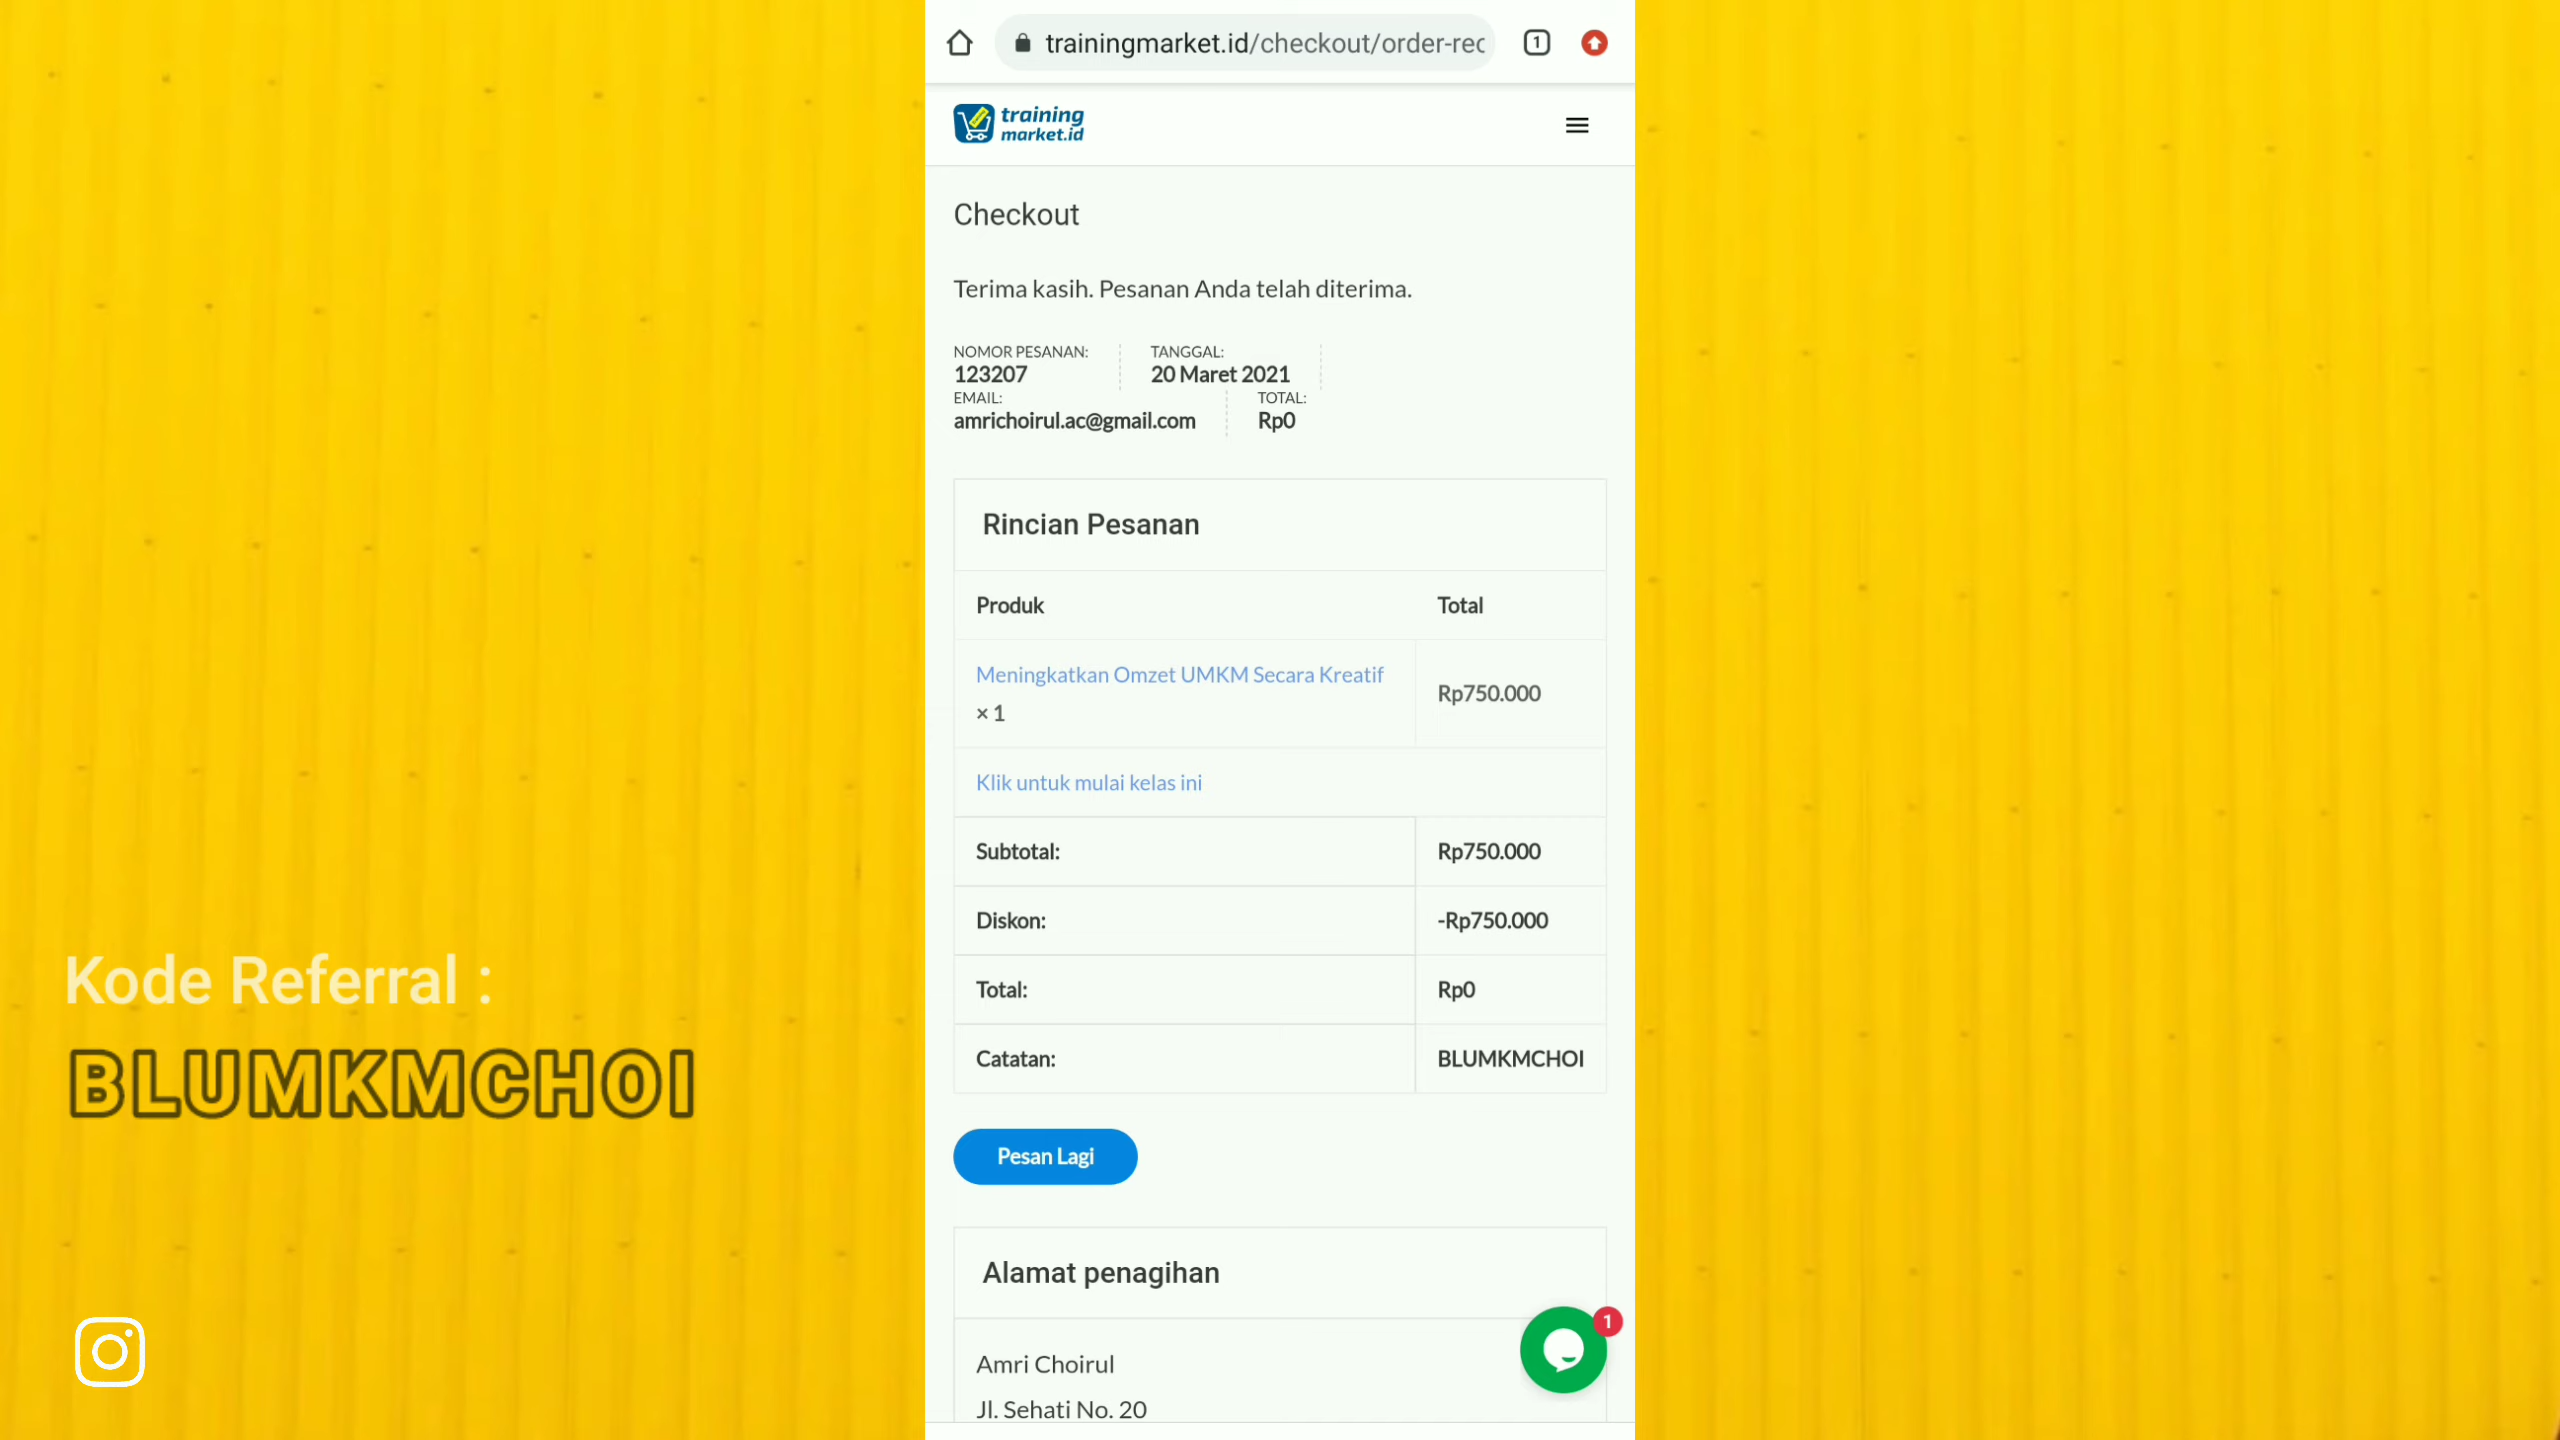 1
trainingmarket.id/checkout/order-rec
training
market.id
Checkout
Terima kasih. Pesanan Anda telah diterima.
NOMOR PESANAN:
123207
TANGGAL:
20 Maret 2021
EMAIL:
amrichoirul.ac@gmail.com
TOTAL:
Rp0
Rincian Pesanan
Produk Total
Meningkatkan Omzet UMKM Secara Kreatif
× 1
Rp750.000
Klik untuk mulai kelas ini
Subtotal: Rp750.000
Diskon: -Rp750.000
Total: Rp0
Catatan: BLUMKMCHOI
Pesan Lagi
Alamat penagihan
Amri Choirul
Jl. Sehati No. 20
1
Kode Referral :
BLUMKMCHOI